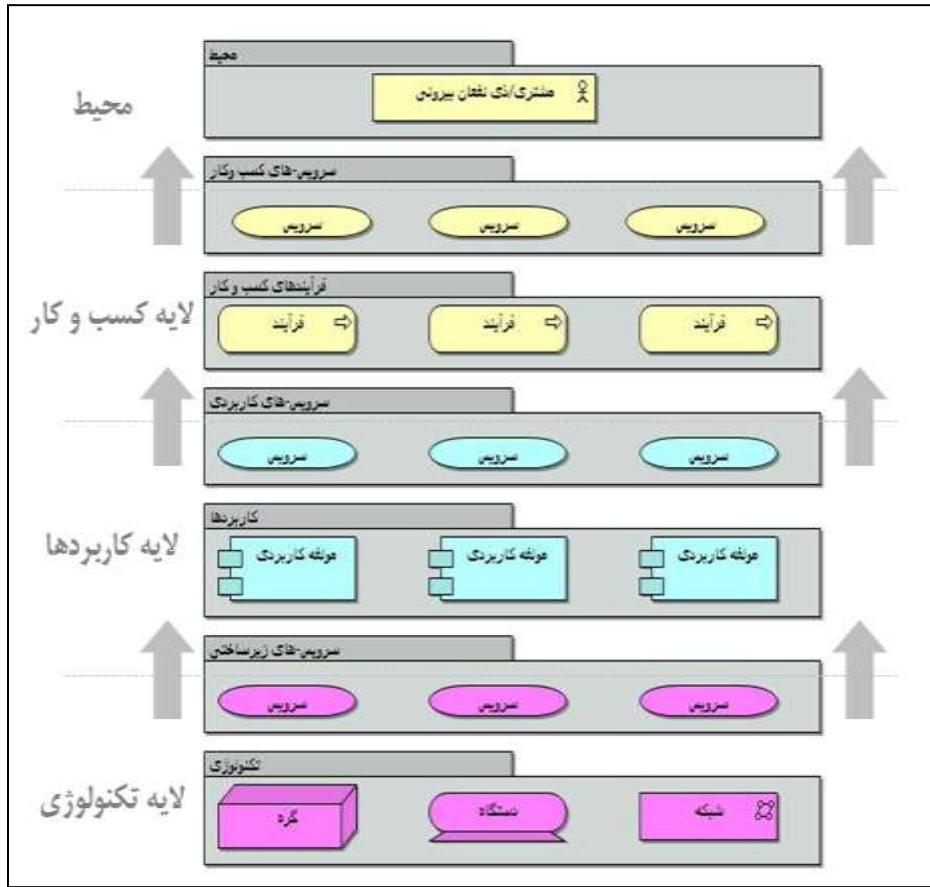 محیط
محیط
مشتری/ذی نفعان بیرونی
سرویس-های کسب وکار
سرویس سرویس سرویس
لایه کسب و کار
فرآیندهای کسب و کار
فرآیند فرآیند فرآیند
سرویس-های کاربردی
سرویس سرویس سرویس
لایه کاربردها
کاربردها
مولفه کاربردی مولفه کاربردی مولفه کاربردی
سرویس-های زیرساختی
سرویس سرویس سرویس
لایه تکنولوژی
تکنولوژی
گره دستگاه شبکه